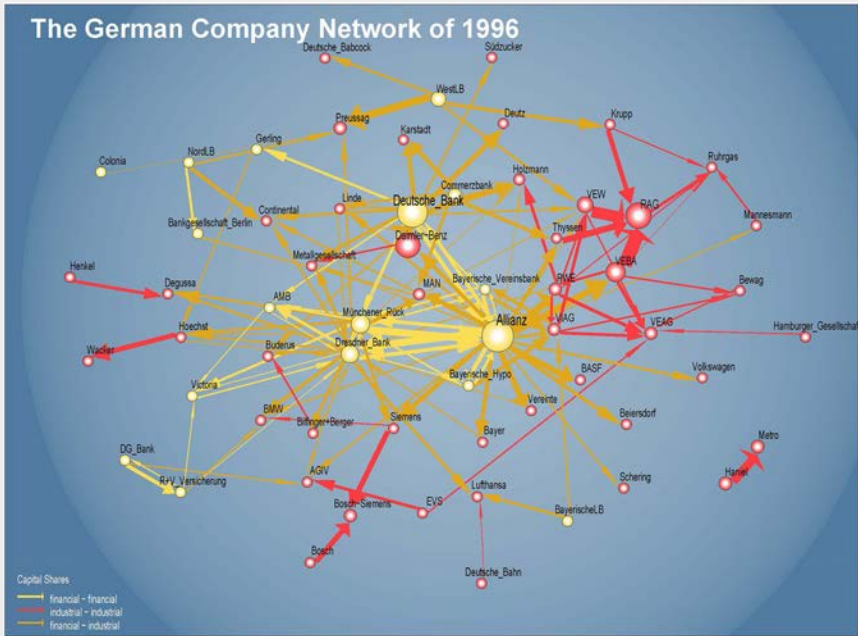 The German Company Network of 1996
Deutsche_Babcock
Südzucker
WestLB
Preussag
Karstadt
Deutz
Krupp
Colonia
NordLB
Gerling
Ruhrgas
Holzmann
Commerzbank
VEW
RAG
Deutsche_Bank
Linde
Continental
Bankgesellschaft_Berlin
Thyssen
Mannesmann
Daimler-Benz
Metallgesellschaft
VEBA
Henkel
Degussa
MAN
Bayerische_Vereinsbank
RWE
Bewag
AMB
Münchener_Rück
Allianz
VIAG
VEAG
Hamburger_Gesellschaft
Hoechst
Dresdner_Bank
Wacker
Buderus
Victoria
Bayerische_Hypo
BASF
Volkswagen
Vereinte
BMW
Bilfinger+Berger
Siemens
Beiersdorf
Bayer
Metro
DG_Bank
R+V_Versicherung
AGIV
Lufthansa
Schering
Haniel
Bosch-Siemens
EVS
BayerischeLB
Bosch
Deutsche_Bahn
Capital Shares
financial - financial
industrial - industrial
financial - industrial